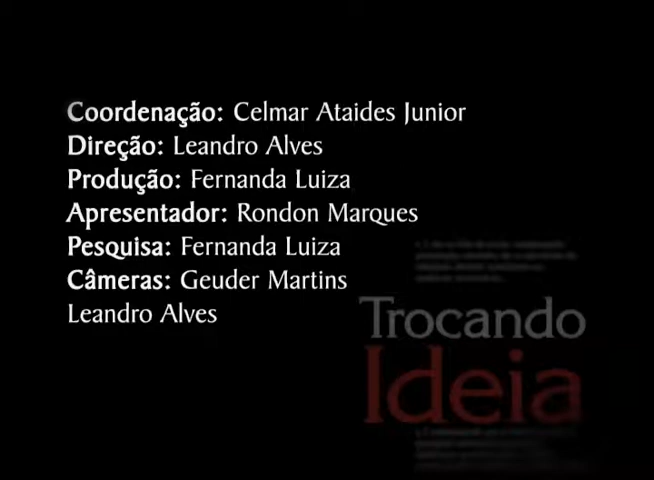 Coordenação: Celmar Ataides Junior
Direção: Leandro Alves
Produção: Fernanda Luiza
Apresentador: Rondon Marques
Pesquisa: Fernanda Luiza
Câmeras: Geuder Martins
Leandro Alves
Trocando
Ideia